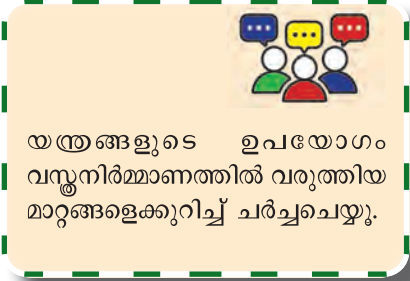 യന്ത്രങ്ങളുടെ ഉപയോഗം
വസ്ത്രനിർമ്മാണത്തിൽ വരുത്തിയ
മാറ്റങ്ങളെക്കുറിച്ച് ചർച്ചചെയ്യൂ.